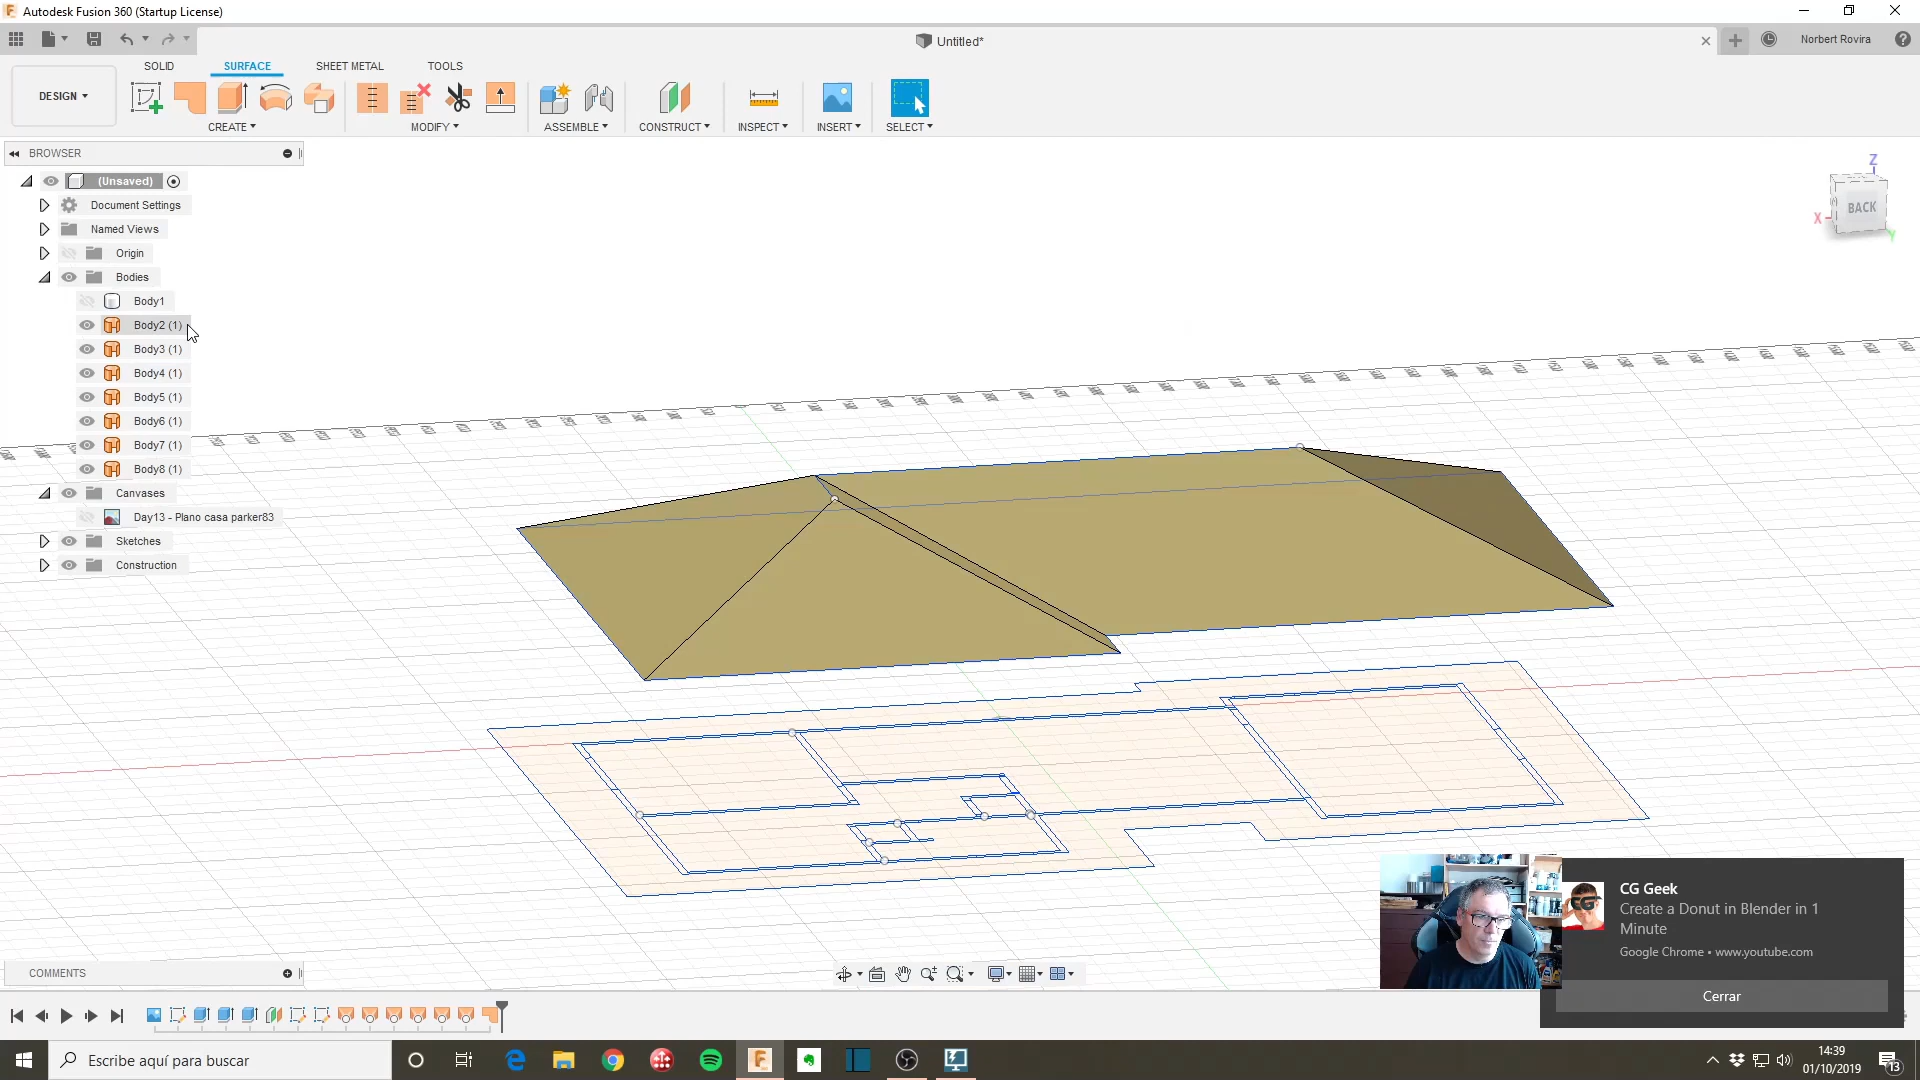 Autodesk Fusion 360 (Startup License)
Untitled*
Norbert Rovira
DESIGN
SOLID
SURFACE
SHEET METAL
TOOLS
CREATE
MODIFY
ASSEMBLE
CONSTRUCT
INSPECT
INSERT
SELECT
BROWSER
(Unsaved)
Document Settings
Named Views
Origin
Bodies
Body1
Body2 (1)
Body3 (1)
Body4 (1)
Body5 (1)
Body6 (1)
Body7 (1)
Body8 (1)
Canvases
Day13 - Plano casa parker83
Sketches
Construction
Z
X
BACK
Y
CG Geek
Create a Donut in Blender in 1
Minute
Google Chrome • www.youtube.com
Cerrar
COMMENTS
Escribe aquí para buscar
14:39
01/10/2019
13